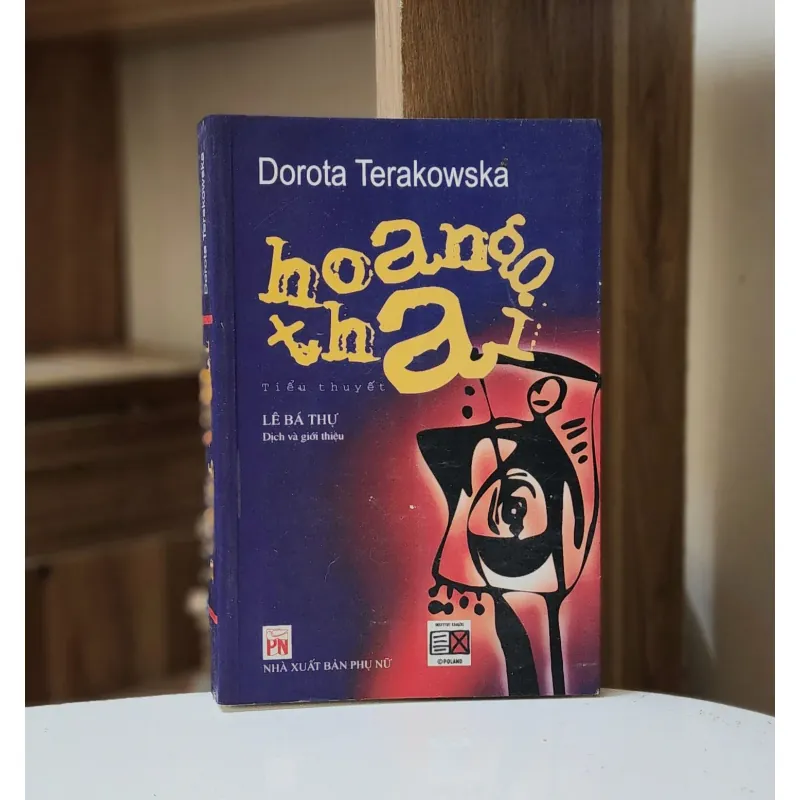 Dorota Terakowska
hoang
thai
Tiểu thuyết
LÊ BÁ THỰ
Dịch và giới thiệu
PN
NHÀ XUẤT BẢN PHỤ NỮ
©POLAND
Dorota Terakowska